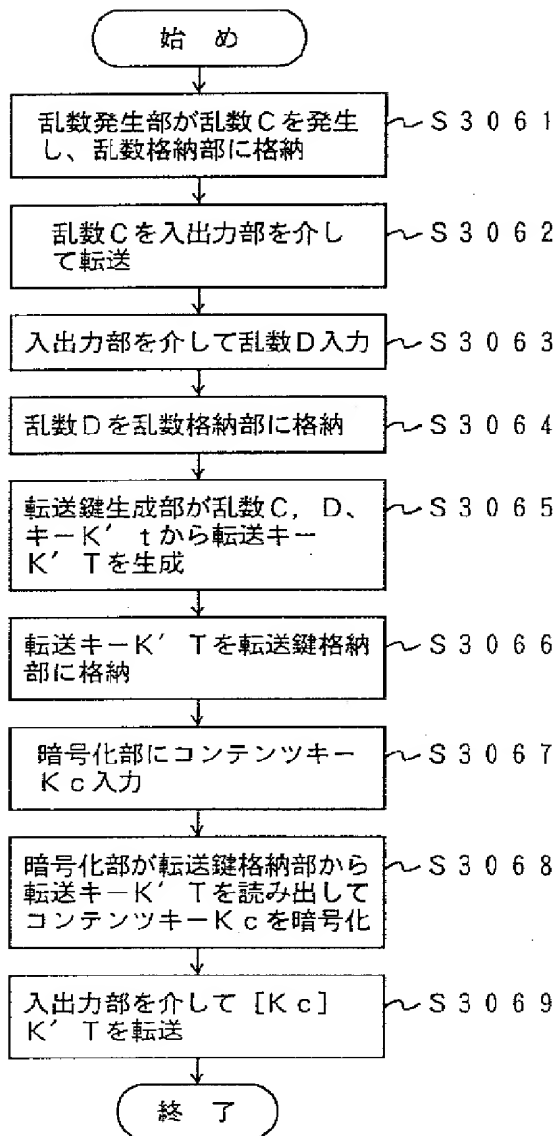 始 め
乱数発生部が乱数Cを発生
し、乱数格納部に格納
S3061
乱数Cを入出力部を介し
て転送
S3062
入出力部を介して乱数D入力
S3063
乱数Dを乱数格納部に格納
S3064
転送鍵生成部が乱数C，D、
キーK′tから転送キー
K′Tを生成
S3065
転送キーK′Tを転送鍵格納
部に格納
S3066
暗号化部にコンテンツキー
Kc入力
S3067
暗号化部が転送鍵格納部から
転送キーK′Tを読み出して
コンテンツキーKcを暗号化
S3068
入出力部を介して［Kc］
K′Tを転送
S3069
終 了